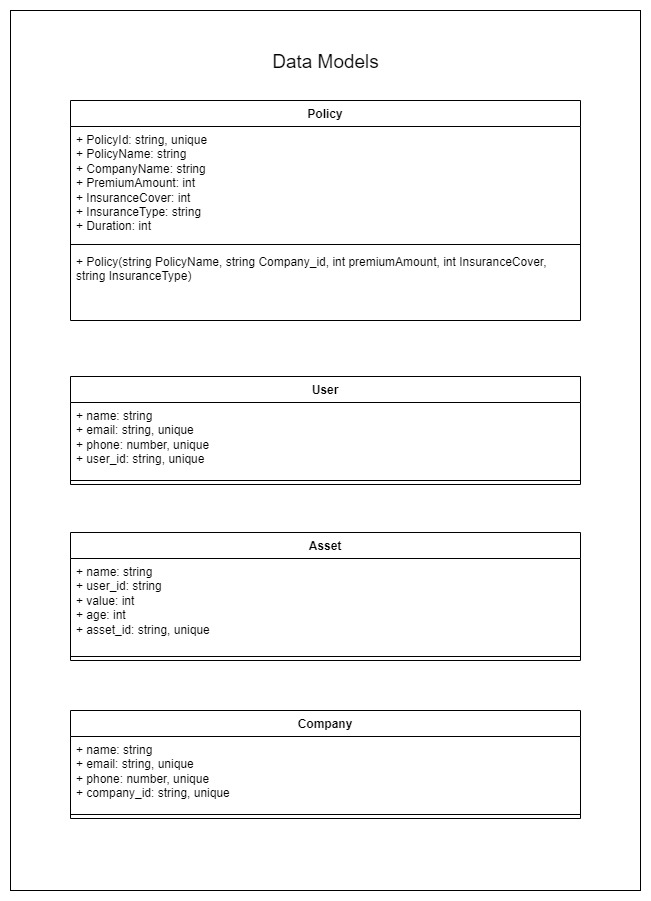 Data Models
Policy
+ PolicyId: string, unique
+ PolicyName: string
+ CompanyName: string
+ PremiumAmount: int
+ InsuranceCover: int
+ InsuranceType: string
+ Duration: int
+ Policy(string PolicyName, string Company_id, int premiumAmount, int InsuranceCover,
string InsuranceType)
User
+ name: string
+ email: string, unique
+ phone: number, unique
+ user_id: string, unique
Asset
+ name: string
+ user_id: string
+ value: int
+ age: int
+ asset_id: string, unique
Company
+ name: string
+ email: string, unique
+ phone: number, unique
+ company_id: string, unique